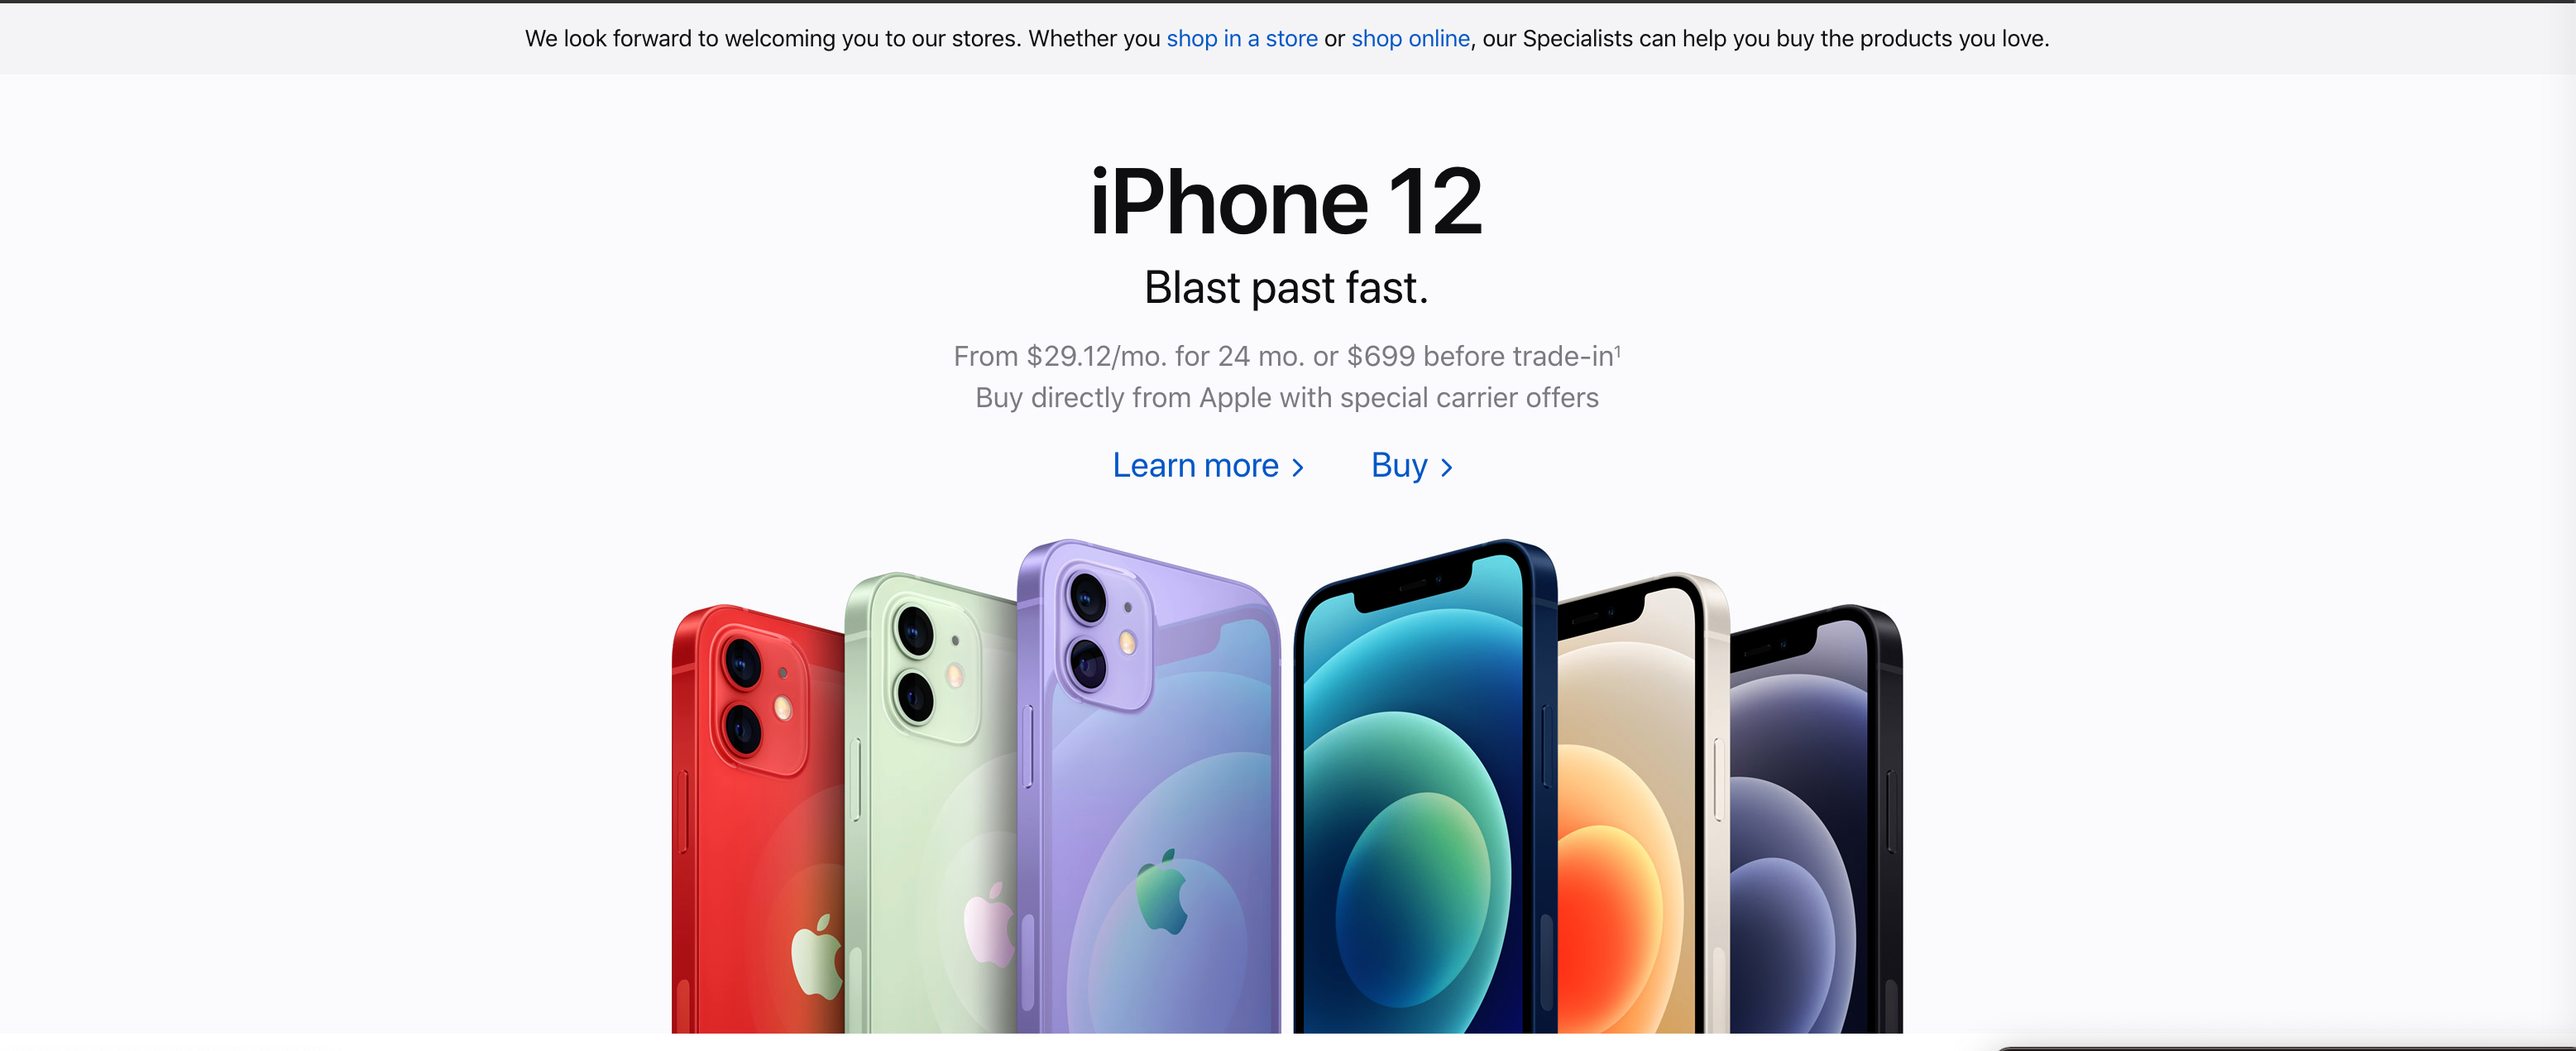 We look forward to welcoming you to our stores. Whether you shop in a store or shop online, our Specialists can help you buy the products you love.
iPhone 12
Blast past fast.
From $29.12/mo. for 24 mo. or $699 before trade-in¹
Buy directly from Apple with special carrier offers
Learn more >
Buy >